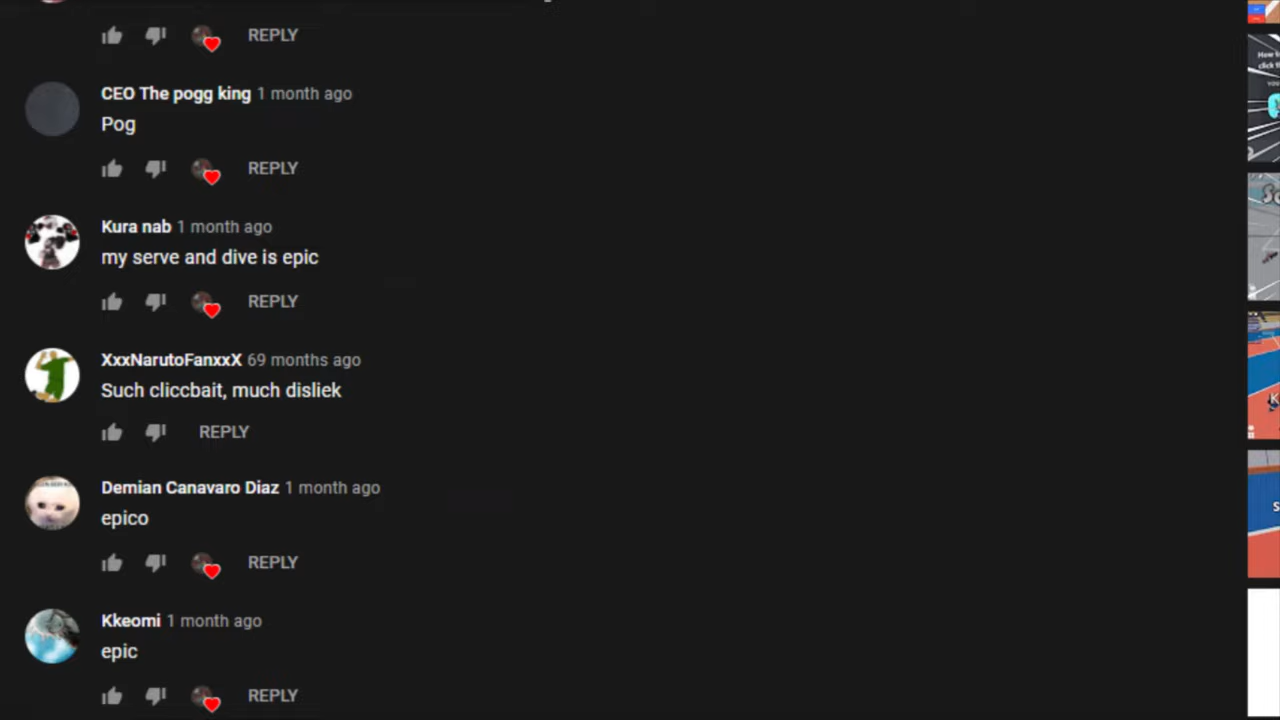 REPLY
CEO The pogg king 1 month ago
Pog
REPLY
Kura nab 1 month ago
my serve and dive is epic
REPLY
XxxNarutoFanxxX 69 months ago
Such cliccbait, much disliek
REPLY
Demian Canavaro Diaz 1 month ago
epico
REPLY
Kkeomi 1 month ago
epic
REPLY